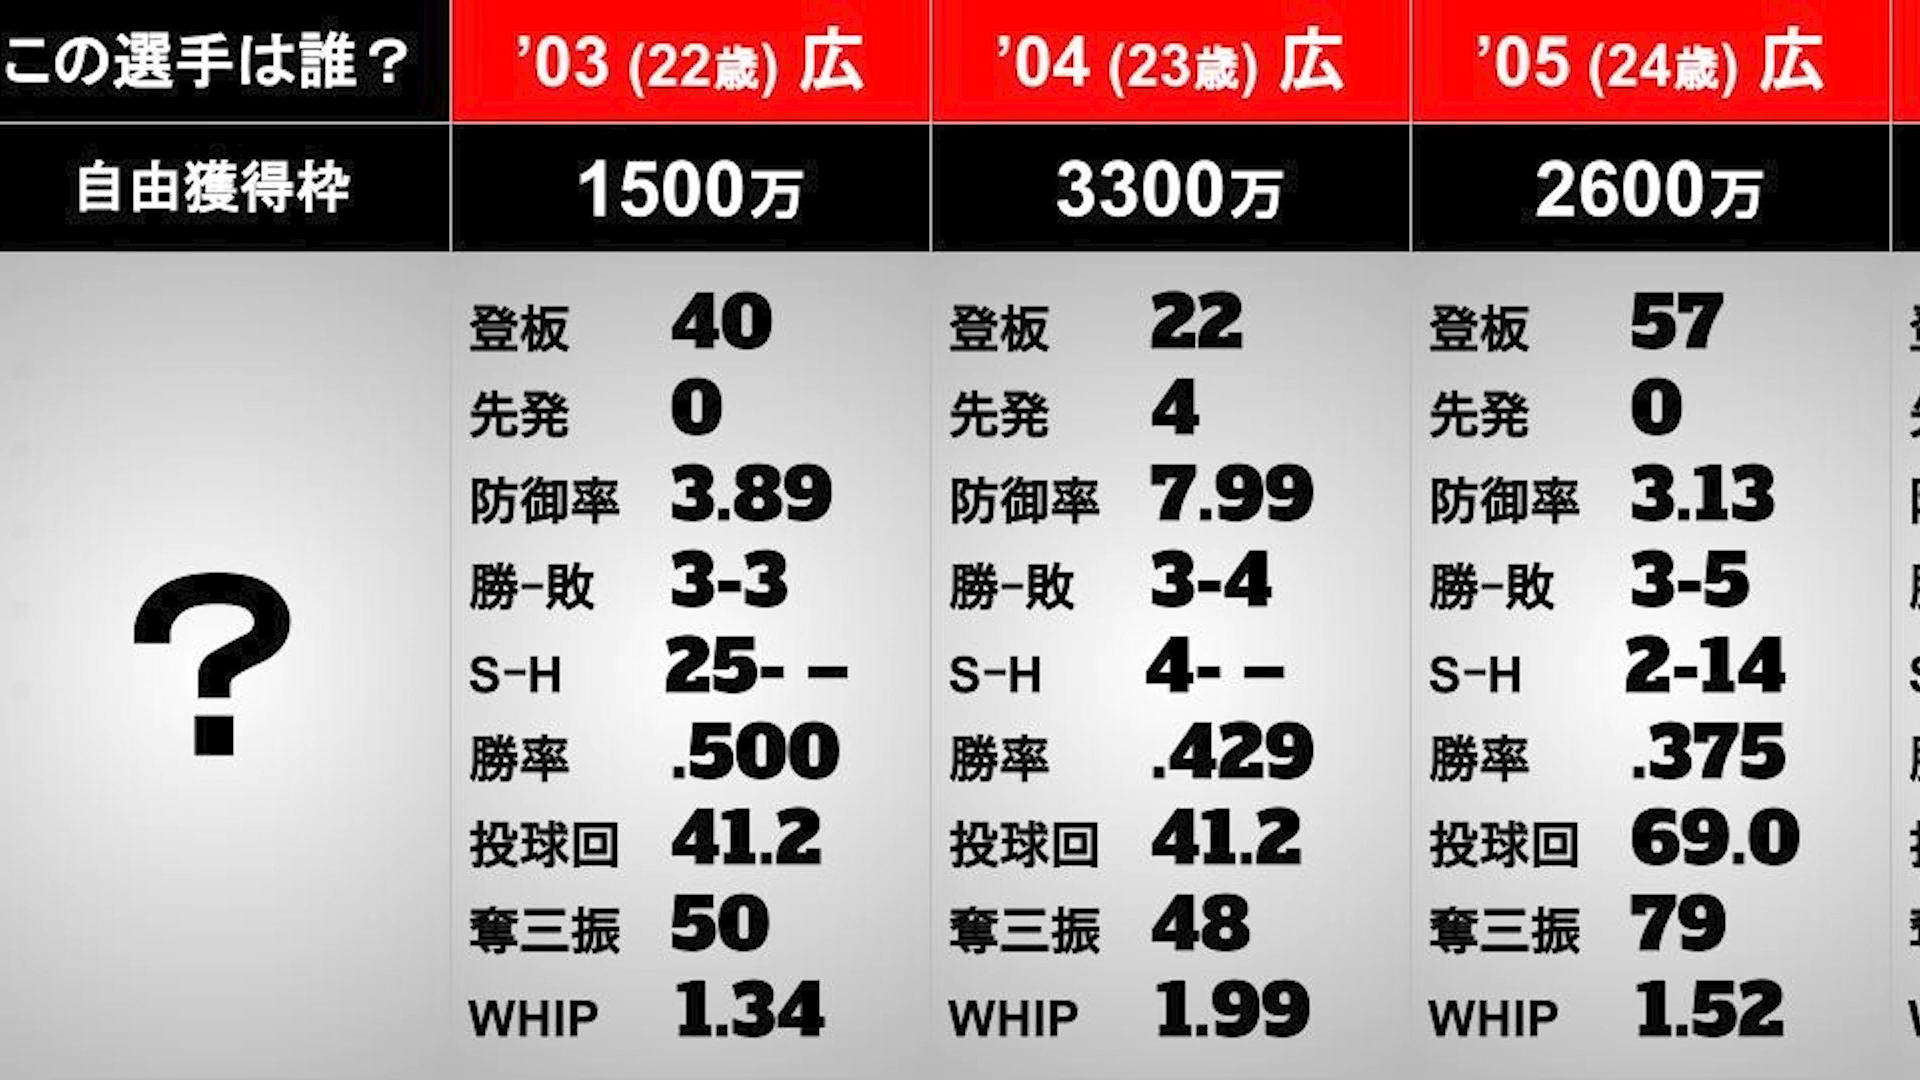 この選手は誰？ ’03 (22歳) 広 ’04 (23歳) 広 ’05 (24歳) 広
自由獲得枠 1500万 3300万 2600万
登板 40 登板 22 登板 57
先発 0 先発 4 先発 0
防御率 3.89 防御率 7.99 防御率 3.13
勝-敗 3-3 勝-敗 3-4 勝-敗 3-5
S-H 25- – S-H 4- – S-H 2-14
勝率 .500 勝率 .429 勝率 .375
投球回 41.2 投球回 41.2 投球回 69.0
? 奪三振 50 奪三振 48 奪三振 79
WHIP 1.34 WHIP 1.99 WHIP 1.52